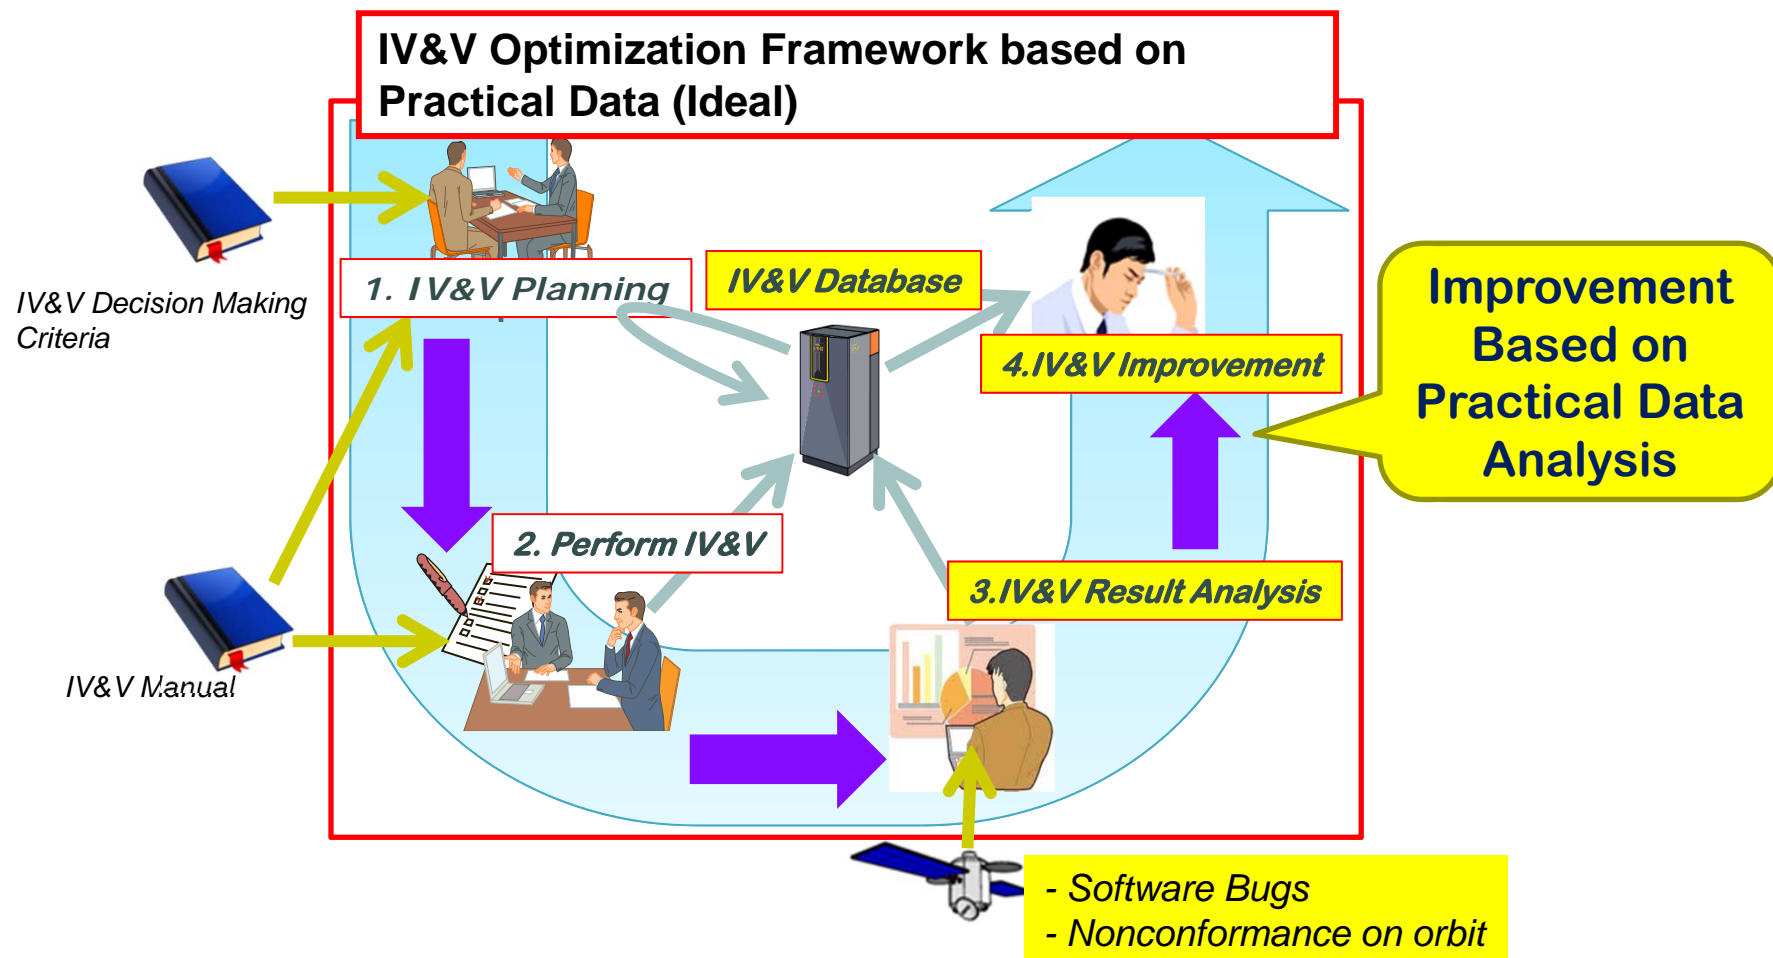 IV&V Optimization Framework based on
Practical Data (Ideal)
IV&V Decision Making
Criteria
1. IV&V Planning
IV&V Database
4.IV&V Improvement
Improvement
Based on
Practical Data
Analysis
2. Perform IV&V
3.IV&V Result Analysis
IV&V Manual
- Software Bugs
- Nonconformance on orbit